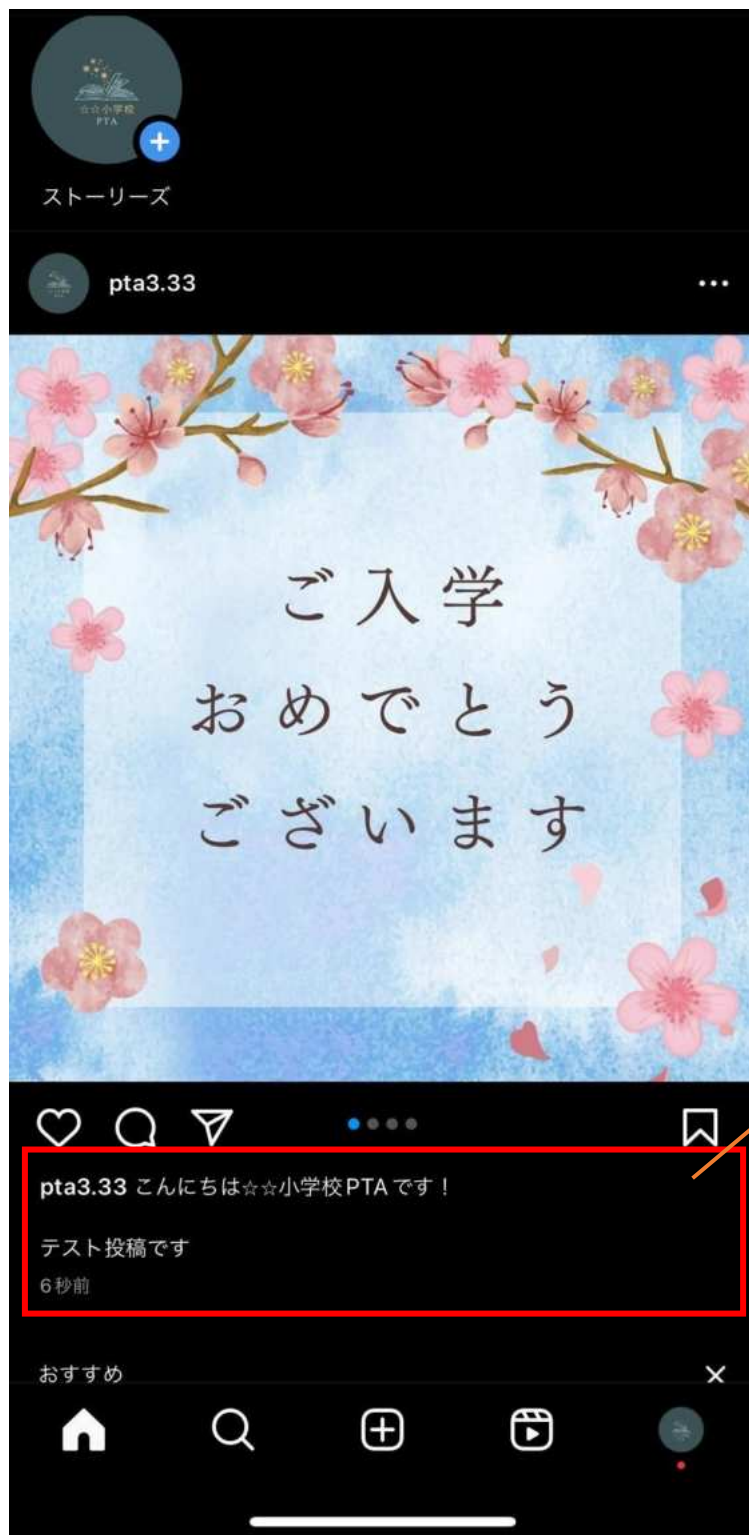 ☆☆小学校
PTA
ストーリーズ
pta3.33
ご入学
おめでとう
ございます
pta3.33 こんにちは☆☆小学校PTAです！
テスト投稿です
6秒前
おすすめ